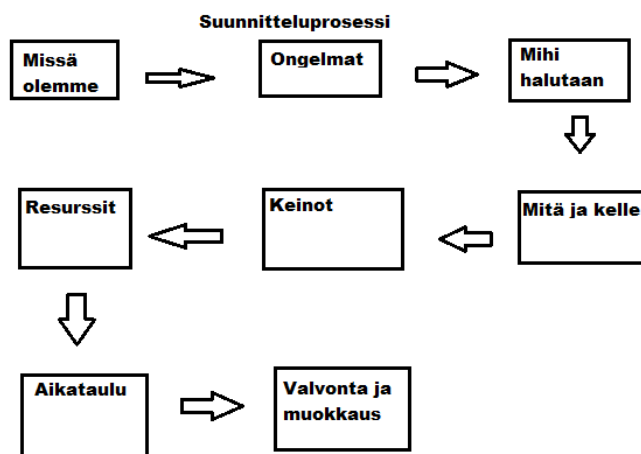 Suunnitteluprosessi
Missä
olemme
Ongelmat
Mihi
halutaan
Mitä ja kelle
Keinot
Resurssit
Aikataulu
Valvonta ja
muokkaus